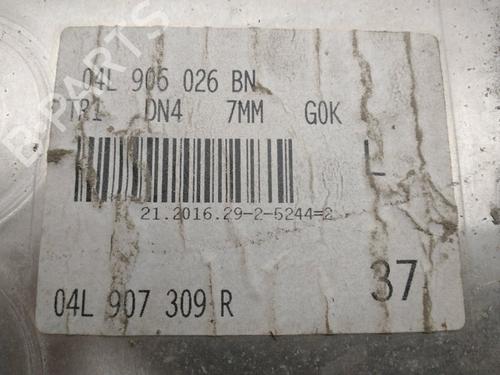 04L 906 026 BN
TR1 DN4 7MM G0K
L
21.2016.29-2-5244=2
04L 907 309 R
37
B-PARTS